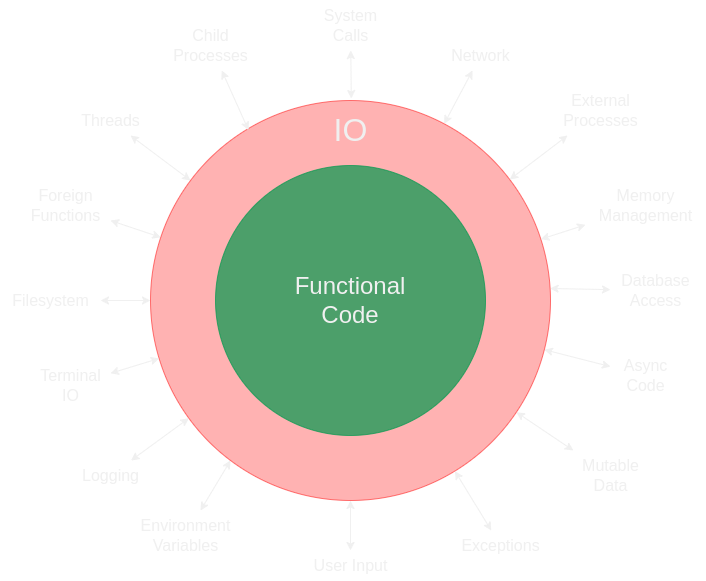 System
Calls
Child
Processes
Network
External
Processes
Threads
IO
Foreign
Functions
Memory
Management
Filesystem
Functional
Code
Database
Access
Terminal
IO
Async
Code
Logging
Mutable
Data
Environment
Variables
User Input
Exceptions